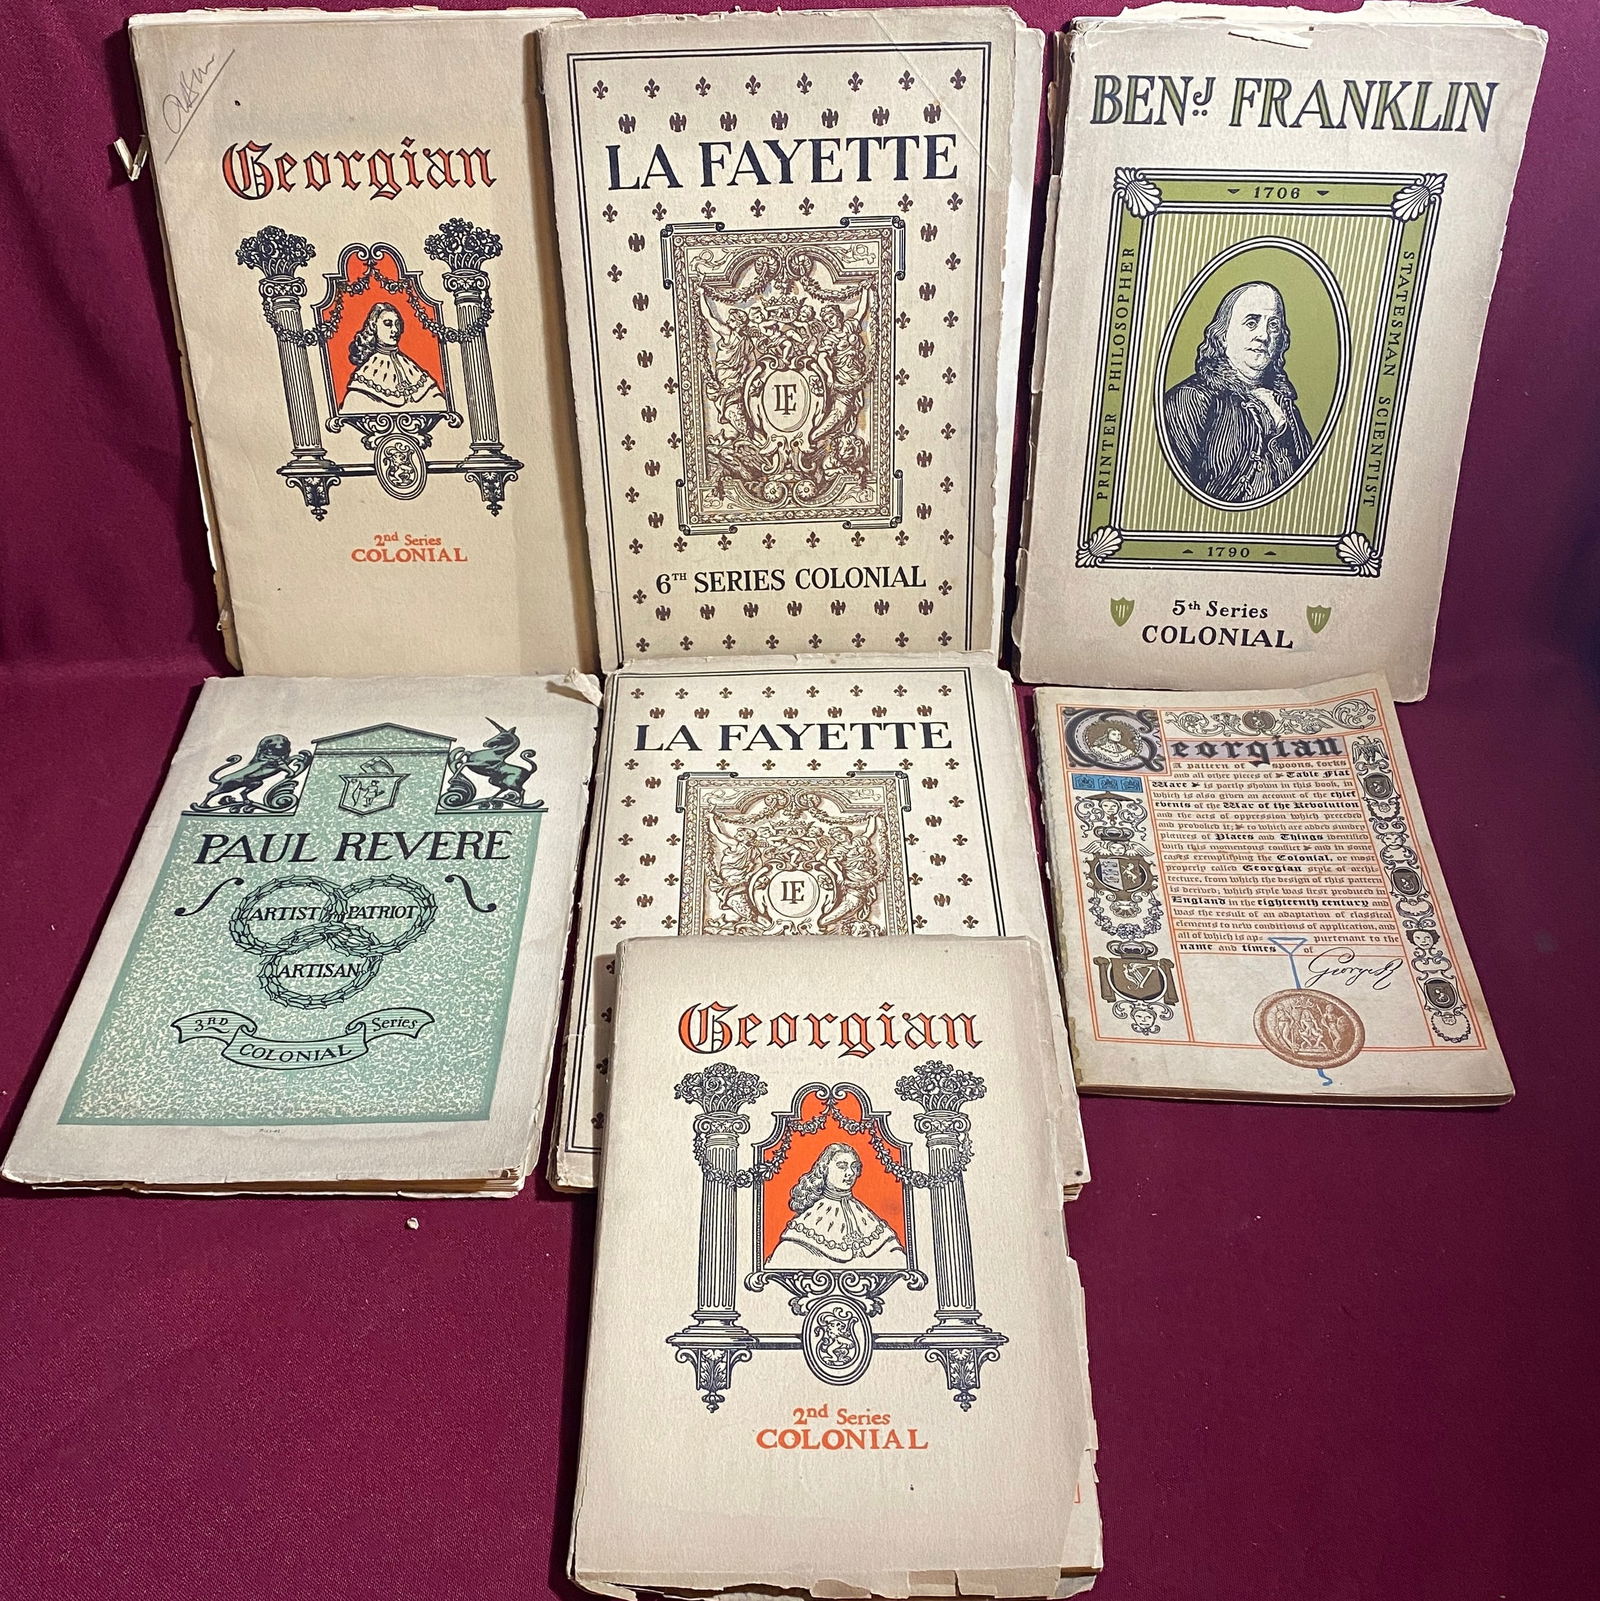 Georgian
2nd Series
COLONIAL
LA FAYETTE
LF
6TH SERIES COLONIAL
BENJ FRANKLIN
1706
PRINTER PHILOSOPHER
STATESMAN SCIENTIST
1790
5th Series
COLONIAL
PAUL REVERE
ARTIST PATRIOT
ARTISAN
3RD Series
COLONIAL
LA FAYETTE
LF
Georgian
A pattern of spoons, forks
and all other pieces of Table Flat
Ware is partly shown in this book, in
which is also given an account of the chief
events of the War of the Revolution
and the acts of oppression which preceded
and provoked it; to which are added sundry
pictures of Places and Things identified
with this momentous conflict and in some
cases exemplifying the Colonial, or more
properly called Georgian style of archi-
tecture, from which the design of this pattern
is derived; which style was first produced in
England in the eighteenth century and
was the result of an adaptation of classical
elements to new conditions of application, and
all of which is ap- purtenant to the
name and times of
George R
Georgian
2nd Series
COLONIAL